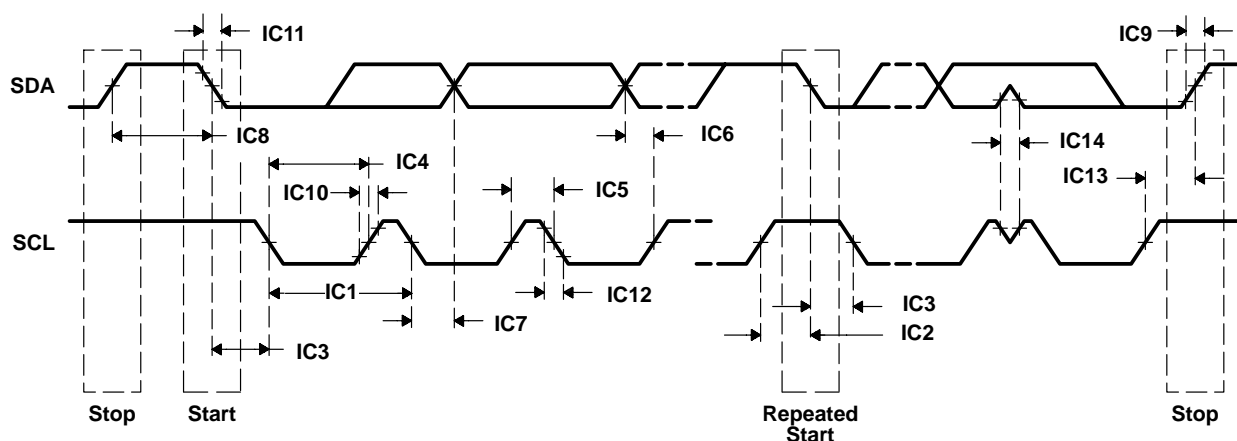 IC11
IC9
SDA
IC8
IC6
IC4
IC14
IC10
IC5
IC13
SCL
IC1
IC12
IC7
IC3
IC3
IC2
Stop
Start
Repeated
Start
Stop